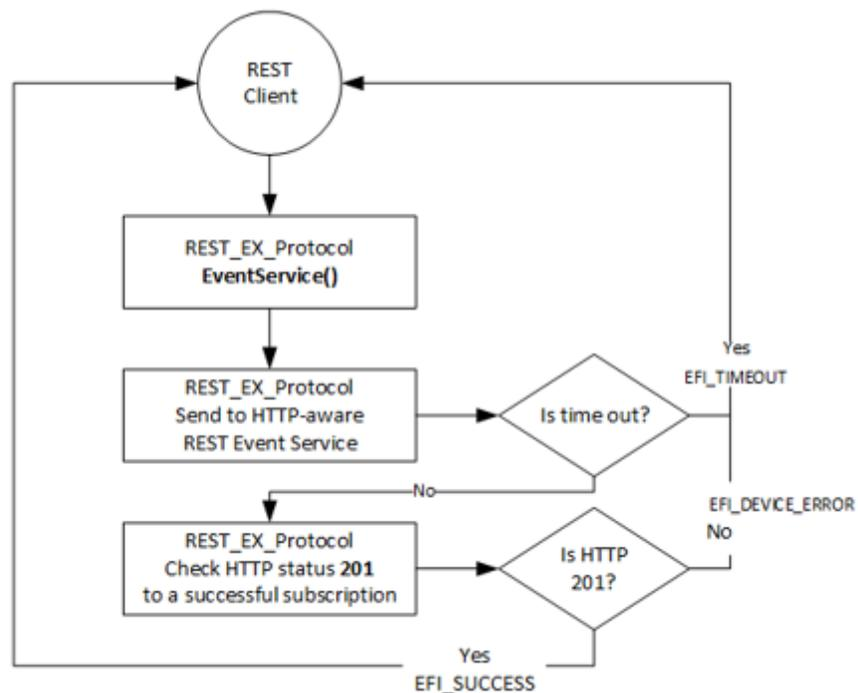 REST
Client
REST_EX_Protocol
EventService()
REST_EX_Protocol
Send to HTTP-aware
REST Event Service
Is time out?
Yes
EFI_TIMEOUT
No
EFI_DEVICE_ERROR
No
REST_EX_Protocol
Check HTTP status 201
to a successful subscription
Is HTTP
201?
Yes
EFI_SUCCESS